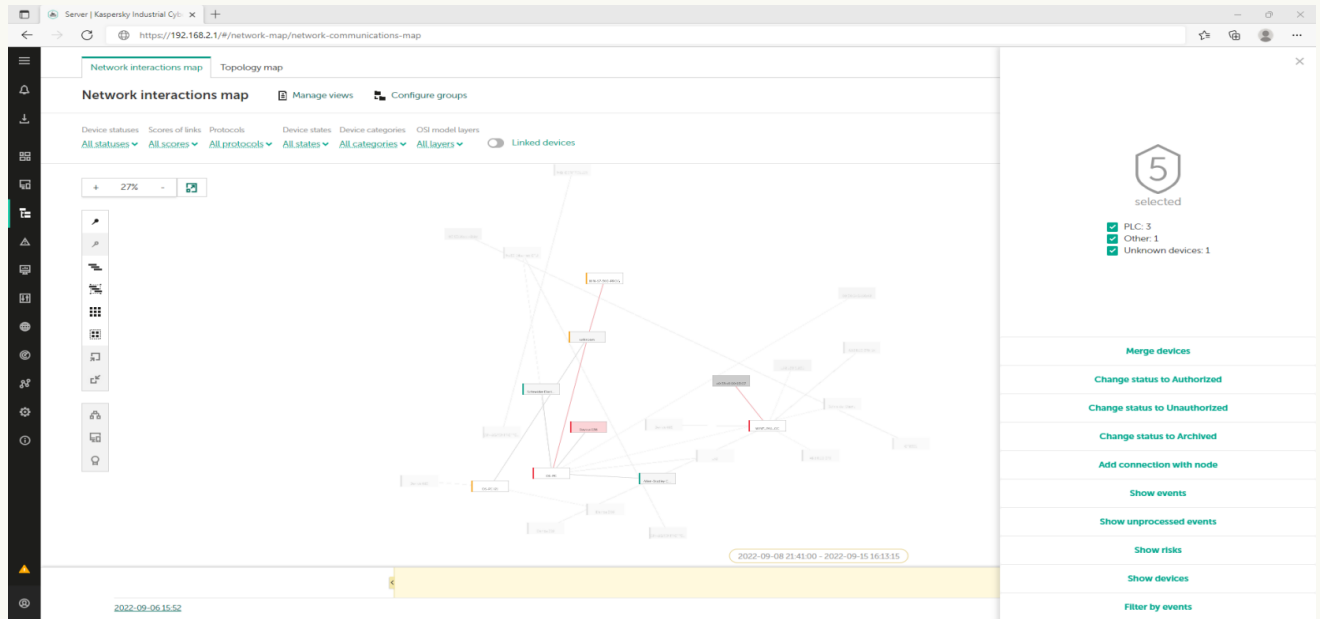 Server | Kaspersky Industrial Cyb
https://192.168.2.1/#/network-map/network-communications-map
Network interactions map
Topology map
Network interactions map
Manage views
Configure groups
Device statuses Scores of links Protocols Device states Device categories OSI model layers
All statuses All scores All protocols All states All categories All layers Linked devices
+ 27% -
5
selected
PLC: 3
Other: 1
Unknown devices: 1
Merge devices
Change status to Authorized
Change status to Unauthorized
Change status to Archived
Add connection with node
Show events
Show unprocessed events
Show risks
Show devices
Filter by events
2022-09-08 21:41:00 - 2022-09-15 16:13:15
2022-09-06 15:52